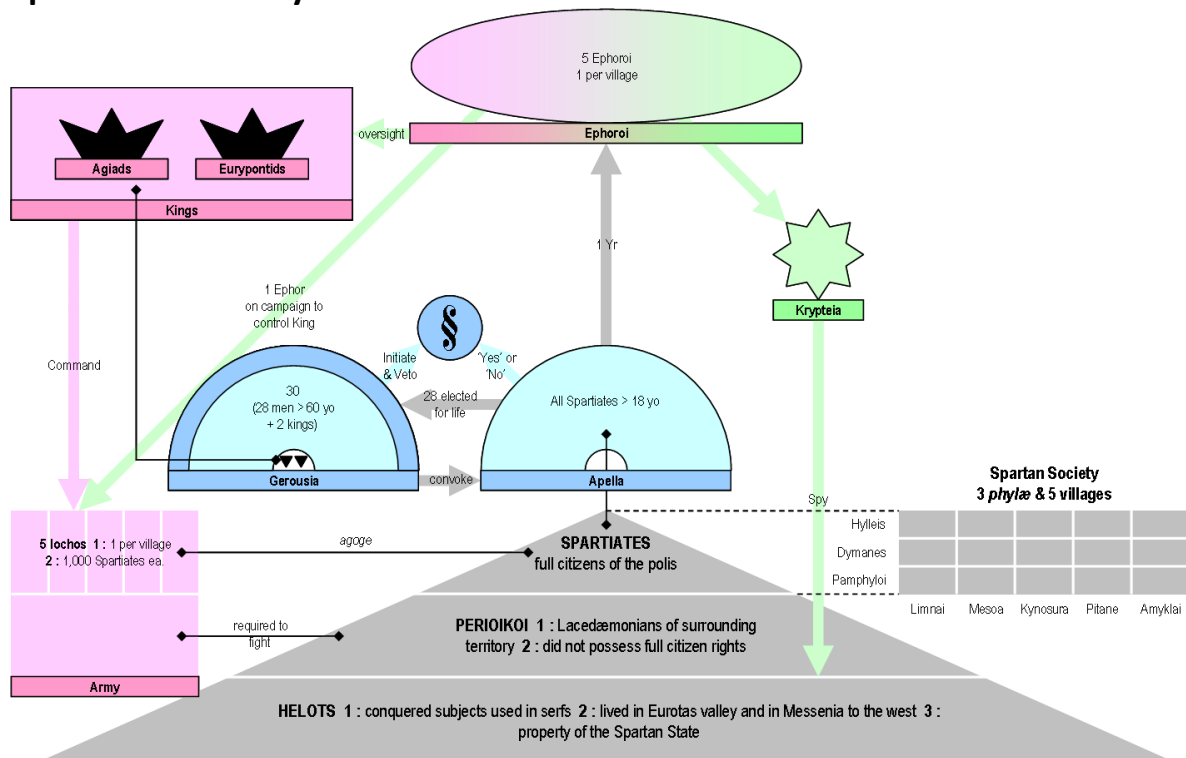 5 Ephoroi
1 per village
Ephoroi
oversight
Agiads
Eurypontids
Kings
1 Yr
Krypteia
1 Ephor
on campaign to
control King
§
Initiate
& Veto
'Yes' or
'No'
Command
30
(28 men > 60 yo
+ 2 kings)
28 elected
for life
All Spartiates > 18 yo
Gerousia
convoke
Apella
Spy
Spartan Society
3 phylæ & 5 villages
Hylleis
Dymanes
Pamphyloi
Limnai
Mesoa
Kynosura
Pitane
Amyklai
5 lochos 1 : 1 per village
2 : 1,000 Spartiates ea.
agoge
SPARTIATES
full citizens of the polis
required to
fight
PERIOIKOI 1 : Lacedæmonians of surrounding
territory 2 : did not possess full citizen rights
Army
HELOTS 1 : conquered subjects used in serfs 2 : lived in Eurotas valley and in Messenia to the west 3 :
property of the Spartan State